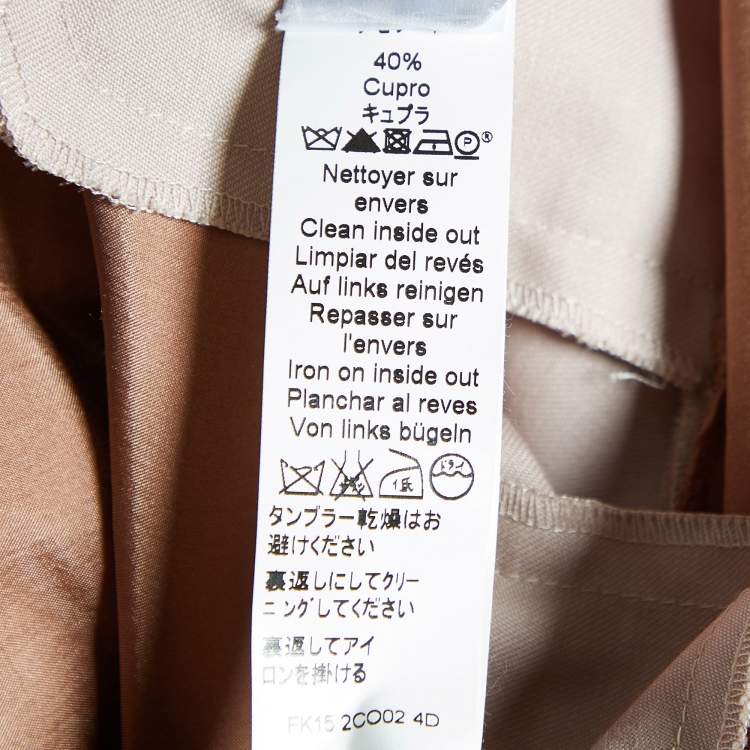 40%
Cupro
キュプラ
P®
Nettoyer sur
envers
Clean inside out
Limpiar del revés
Auf links reinigen
Repasser sur
l'envers
Iron on inside out
Planchar al reves
Von links bügeln
ドライ
タンブラー乾燥はお
避けください
裏返しにしてクリー
ニングしてください
裏返してアイ
ロンを掛ける
FK15 2CO02 4D